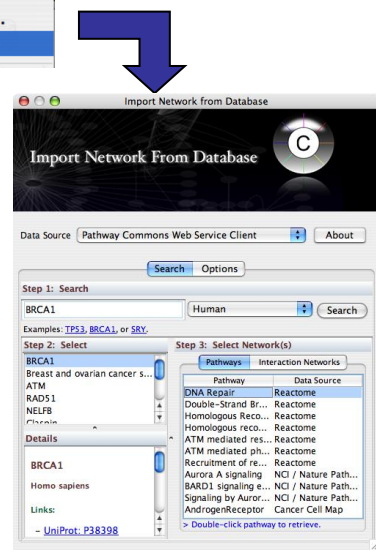 Import Network from Database
Import Network From Database
C
Data Source Pathway Commons Web Service Client About
Search Options
Step 1: Search
BRCA1 Human Search
Examples: TP53, BRCA1, or SRY.
Step 2: Select
BRCA1
Breast and ovarian cancer s...
ATM
RAD51
NELFB
Claspin
Details
BRCA1
Homo sapiens
Links:
- UniProt: P38398
Step 3: Select Network(s)
Pathways Interaction Networks
Pathway Data Source
DNA Repair Reactome
Double-Strand Br... Reactome
Homologous Reco... Reactome
Homologous reco... Reactome
ATM mediated res... Reactome
ATM mediated ph... Reactome
Recruitment of re... Reactome
Aurora A signaling NCI / Nature Path...
BARD1 signaling e... NCI / Nature Path...
Signaling by Auror... NCI / Nature Path...
AndrogenReceptor Cancer Cell Map
> Double-click pathway to retrieve.